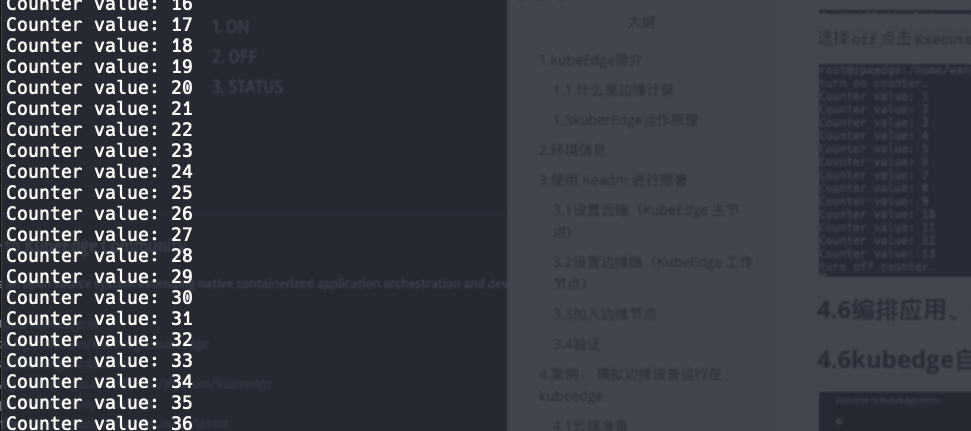 Counter value: 16
Counter value: 17
Counter value: 18
Counter value: 19
Counter value: 20
Counter value: 21
Counter value: 22
Counter value: 23
Counter value: 24
Counter value: 25
Counter value: 26
Counter value: 27
Counter value: 28
Counter value: 29
Counter value: 30
Counter value: 31
Counter value: 32
Counter value: 33
Counter value: 34
Counter value: 35
Counter value: 36
1. ON
2. OFF
3. STATUS
native containerized application orchestration and dev
大纲
1.kubeEdge简介
1.1 什么是边缘计算
1.3kuberEdge运作原理
2.环境信息
3.使用 Keadm 进行部署
3.1设置云端（KubeEdge 主节
点）
3.2设置边缘端（KubeEdge 工作
节点）
3.3加入边缘节点
3.4验证
4.案例： 模拟边缘设备运行在
kubeedge
4.1云端准备
选择 off 点击 Execute
turn on counter.
Counter value: 1
Counter value: 2
Counter value: 3
Counter value: 4
Counter value: 5
Counter value: 6
Counter value: 7
Counter value: 8
Counter value: 9
Counter value: 10
Counter value: 11
Counter value: 12
Counter value: 13
turn off counter.
4.6编排应用、
4.6kubedge自
Welcome to KubeEdge Demo